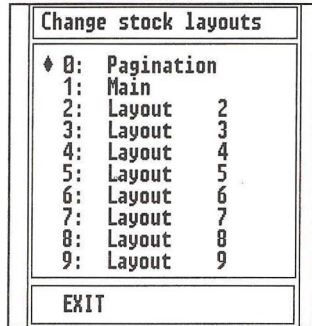 Change stock layouts
♦ 0: Pagination
1: Main
2: Layout 2
3: Layout 3
4: Layout 4
5: Layout 5
6: Layout 6
7: Layout 7
8: Layout 8
9: Layout 9
EXIT